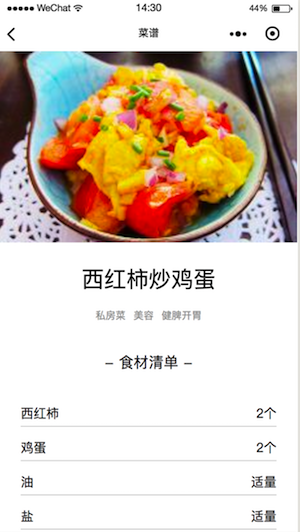 WeChat 14:30 44%
菜谱
西红柿炒鸡蛋
私房菜 美容 健脾开胃
– 食材清单 –
西红柿 2个
鸡蛋 2个
油 适量
盐 适量